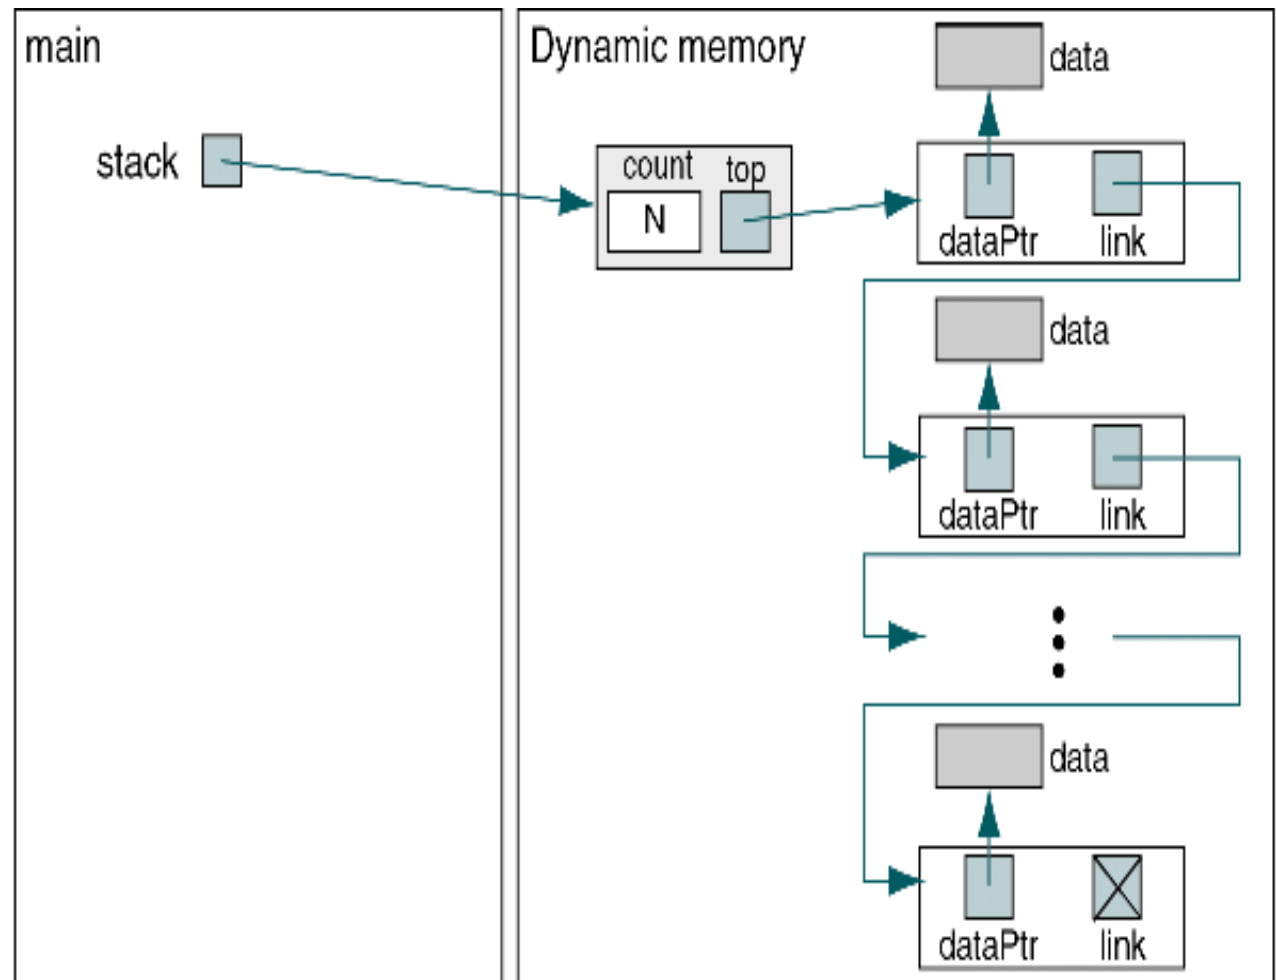 main
Dynamic memory
data
stack
count top
N
dataPtr link
data
dataPtr link
data
dataPtr link